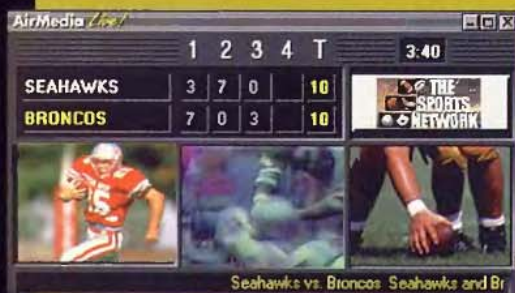 AirMedia Live!
1 2 3 4 T 3:40
SEAHAWKS 3 7 0 10
BRONCOS 7 0 3 10
THE
SPORTS
NETWORK
Seahawks vs. Broncos Seahawks and Br